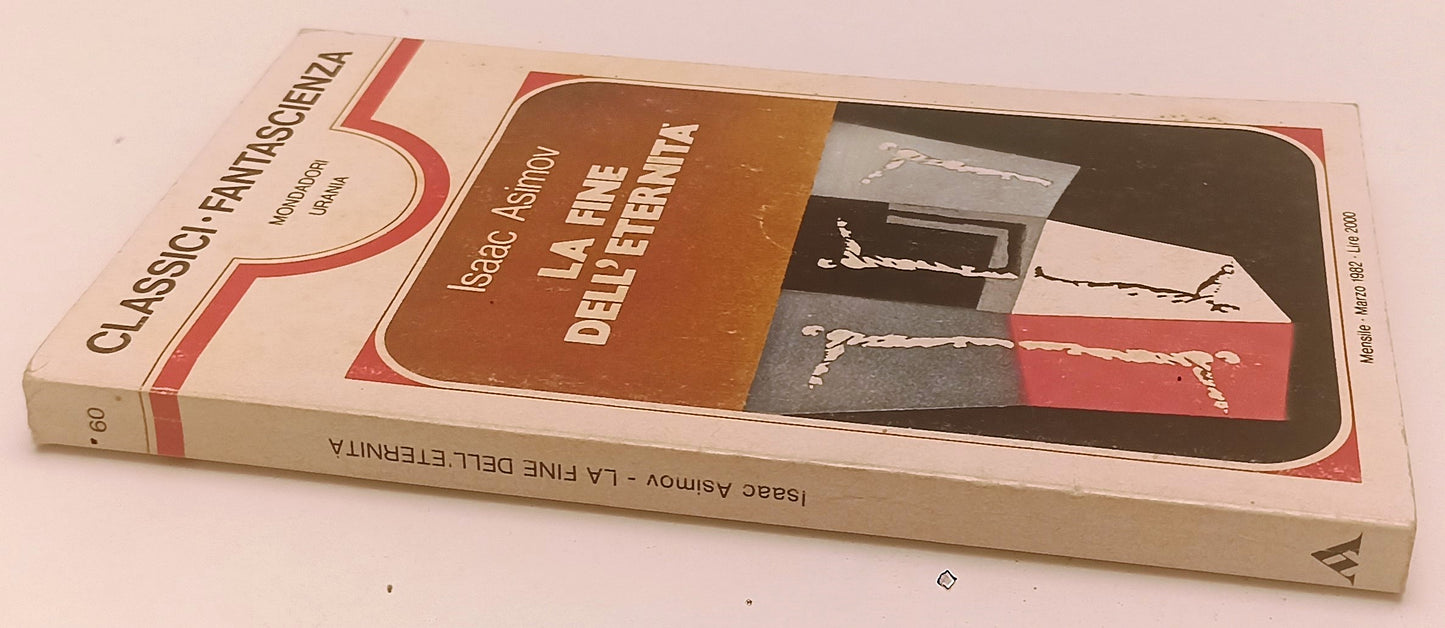 CLASSICI • FANTASCIENZA
MONDADORI
URANIA
Isaac Asimov
LA FINE
DELL'ETERNITÀ
Mensile • Marzo 1982 • Lire 2000
60
Isaac Asimov - LA FINE DELL'ETERNITÀ